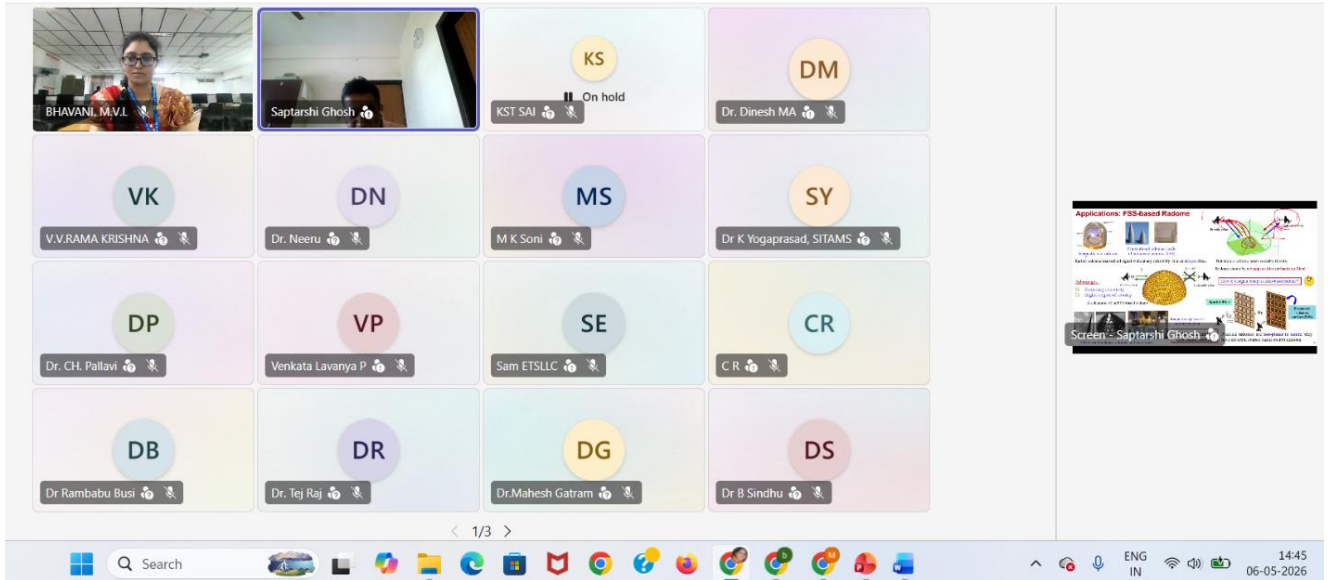 BHAVANI, M.V.L
Saptarshi Ghosh
KS
On hold
KST SAI
DM
Dr. Dinesh MA
VK
V.V.RAMA KRISHNA
DN
Dr. Neeru
MS
M K Soni
SY
Dr K Yogaprasad, SITAMS
DP
Dr. CH. Pallavi
VP
Venkata Lavanya P
SE
Sam ETSLLC
CR
C R
DB
Dr Rambabu Busi
DR
Dr. Tej Raj
DG
Dr.Mahesh Gatram
DS
Dr B Sindhu
1/3
Applications: FSS-based Radome
Screen - Saptarshi Ghosh
Search
ENG
IN
14:45
06-05-2026